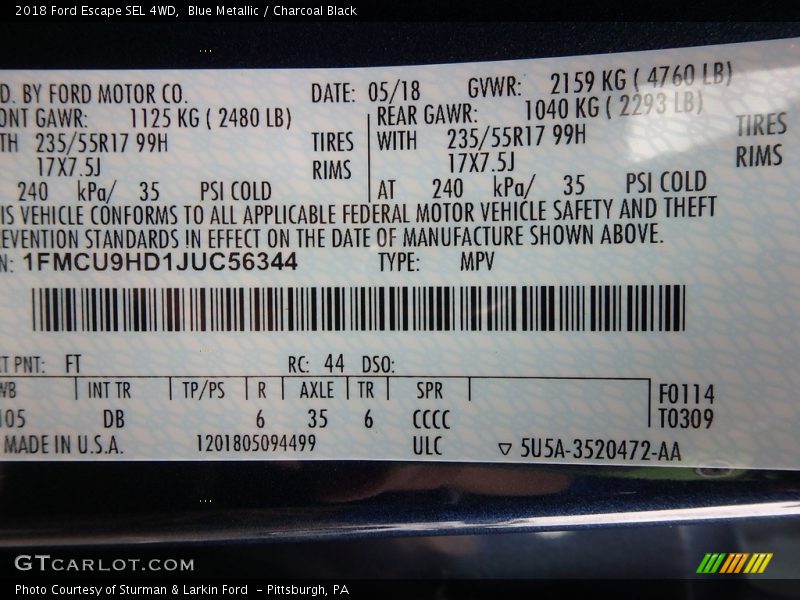 2018 Ford Escape SEL 4WD, Blue Metallic / Charcoal Black
D. BY FORD MOTOR CO. DATE: 05/18 GVWR: 2159 KG ( 4760 LB)
ONT GAWR: 1125 KG ( 2480 LB) REAR GAWR: 1040 KG ( 2293 LB)
TH 235/55R17 99H TIRES WITH 235/55R17 99H TIRES
17X7.5J RIMS 17X7.5J RIMS
240 kPa/ 35 PSI COLD AT 240 kPa/ 35 PSI COLD
IS VEHICLE CONFORMS TO ALL APPLICABLE FEDERAL MOTOR VEHICLE SAFETY AND THEFT
EVENTION STANDARDS IN EFFECT ON THE DATE OF MANUFACTURE SHOWN ABOVE.
N: 1FMCU9HD1JUC56344 TYPE: MPV
T PNT: FT RC: 44 DSO:
WB INT TR TP/PS R AXLE TR SPR F0114
105 DB 6 35 6 CCCC T0309
MADE IN U.S.A. 1201805094499 ULC ▽ 5U5A-3520472-AA
GTCARLOT.COM
Photo Courtesy of Sturman & Larkin Ford - Pittsburgh, PA